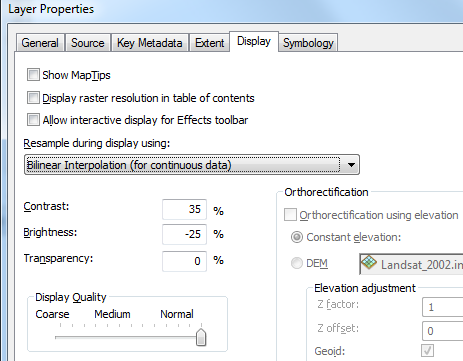 Layer Properties
General Source Key Metadata Extent Display Symbology
Show MapTips
Display raster resolution in table of contents
Allow interactive display for Effects toolbar
Resample during display using:
Bilinear Interpolation (for continuous data)
Contrast: 35 %
Brightness: -25 %
Transparency: 0 %
Display Quality
Coarse Medium Normal
Orthorectification
Orthorectification using elevation
Constant elevation:
DEM Landsat_2002.in
Elevation adjustment
Z factor: 1
Z offset: 0
Geoid: